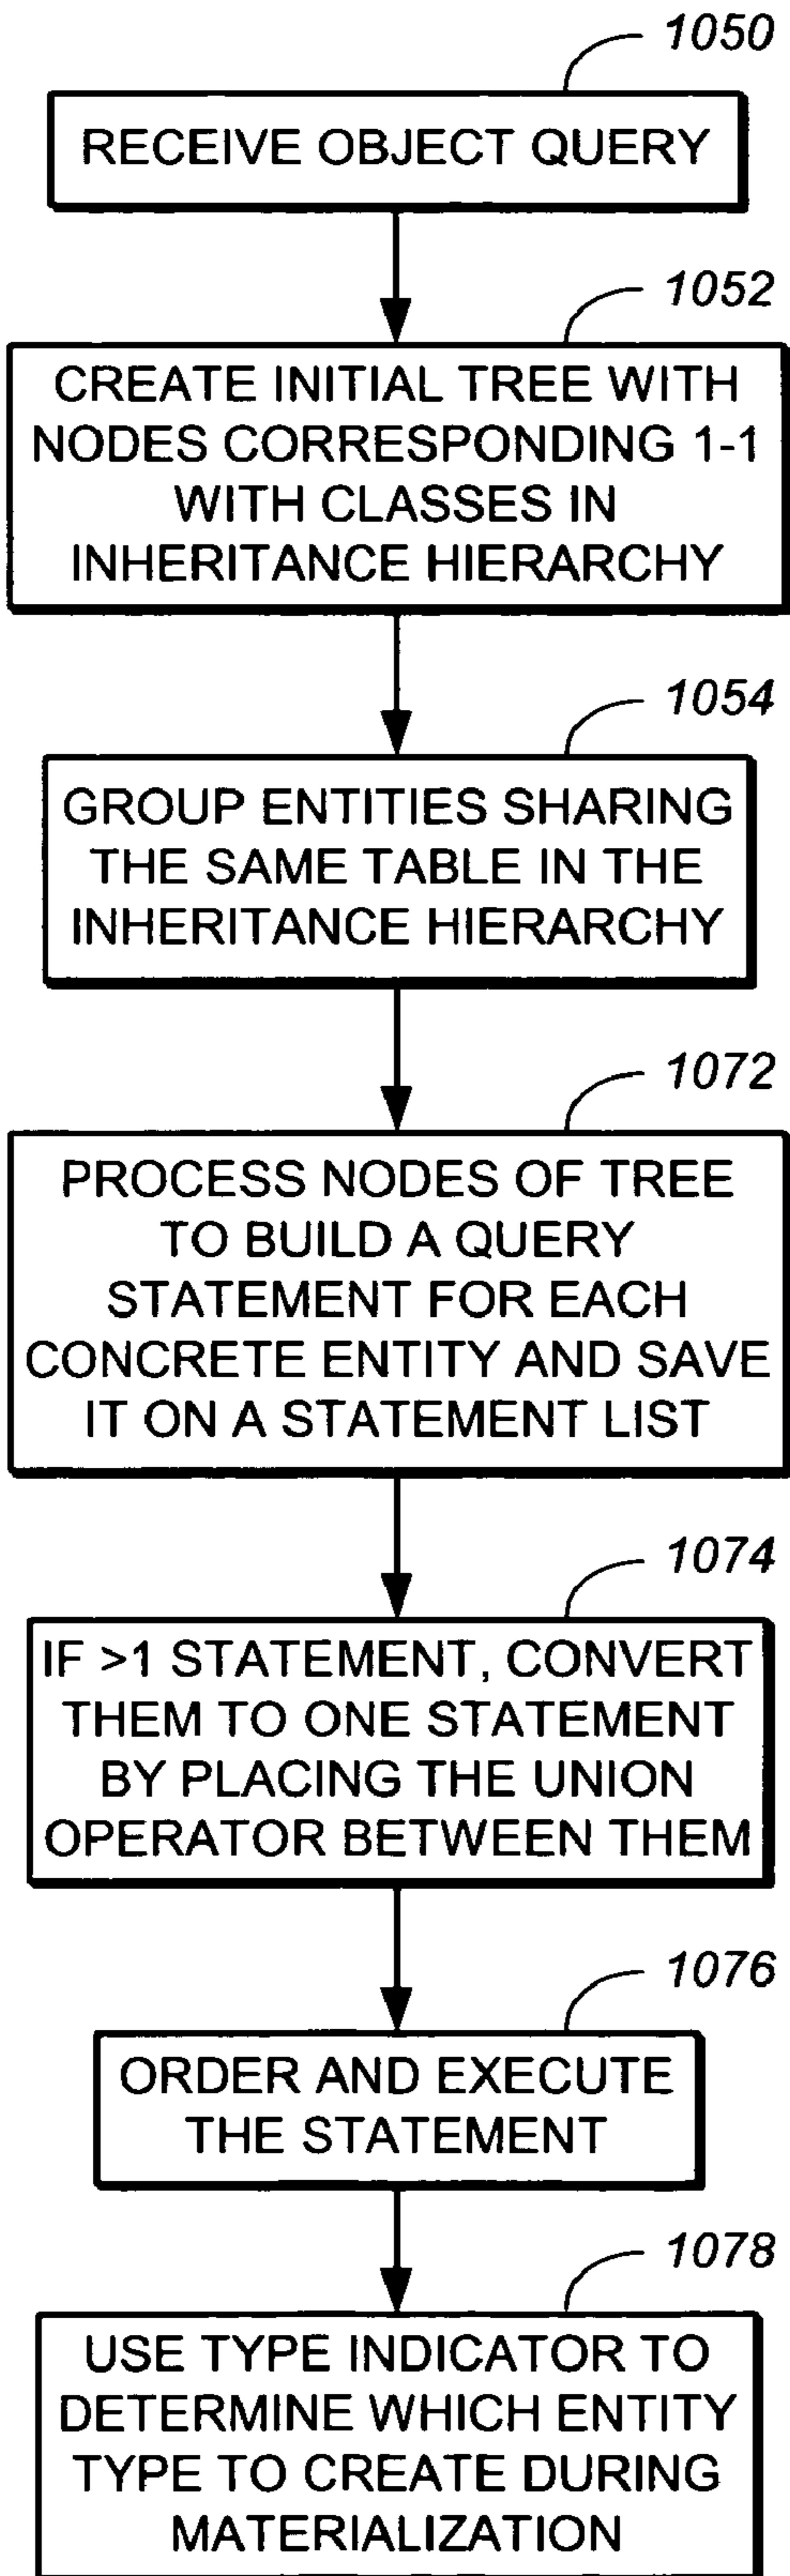 1050
RECEIVE OBJECT QUERY
1052
CREATE INITIAL TREE WITH
NODES CORRESPONDING 1-1
WITH CLASSES IN
INHERITANCE HIERARCHY
1054
GROUP ENTITIES SHARING
THE SAME TABLE IN THE
INHERITANCE HIERARCHY
1072
PROCESS NODES OF TREE
TO BUILD A QUERY
STATEMENT FOR EACH
CONCRETE ENTITY AND SAVE
IT ON A STATEMENT LIST
1074
IF >1 STATEMENT, CONVERT
THEM TO ONE STATEMENT
BY PLACING THE UNION
OPERATOR BETWEEN THEM
1076
ORDER AND EXECUTE
THE STATEMENT
1078
USE TYPE INDICATOR TO
DETERMINE WHICH ENTITY
TYPE TO CREATE DURING
MATERIALIZATION